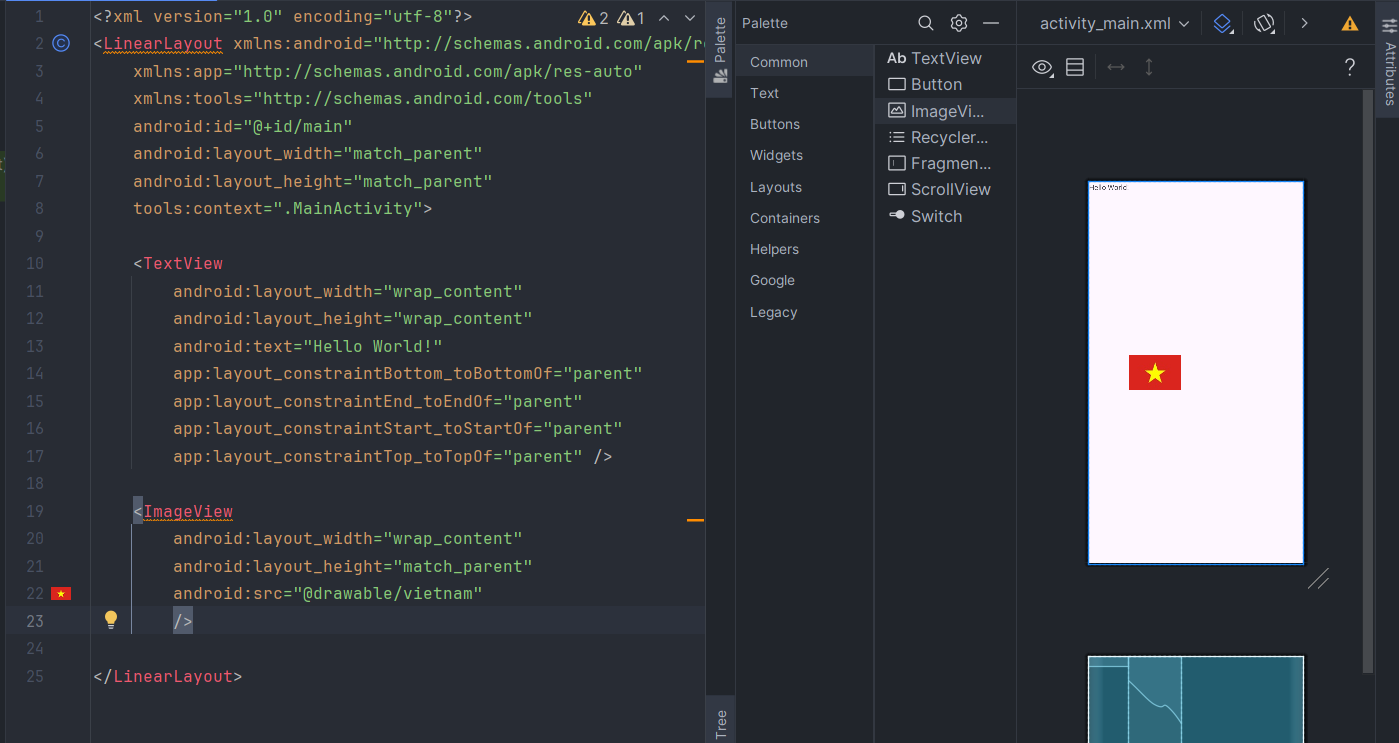 1 <?xml version="1.0" encoding="utf-8"?> 2 1
2 <LinearLayout xmlns:android="http://schemas.android.com/apk/re
3 xmlns:app="http://schemas.android.com/apk/res-auto"
4 xmlns:tools="http://schemas.android.com/tools"
5 android:id="@+id/main"
6 android:layout_width="match_parent"
7 android:layout_height="match_parent"
8 tools:context=".MainActivity">
9
10 <TextView
11 android:layout_width="wrap_content"
12 android:layout_height="wrap_content"
13 android:text="Hello World!"
14 app:layout_constraintBottom_toBottomOf="parent"
15 app:layout_constraintEnd_toEndOf="parent"
16 app:layout_constraintStart_toStartOf="parent"
17 app:layout_constraintTop_toTopOf="parent" />
18
19 <ImageView
20 android:layout_width="wrap_content"
21 android:layout_height="match_parent"
22 android:src="@drawable/vietnam"
23 />
24
25 </LinearLayout>
Palette
Tree
Palette
Common
Text
Buttons
Widgets
Layouts
Containers
Helpers
Google
Legacy
Ab TextView
Button
ImageVi...
Recycler...
Fragmen...
ScrollView
Switch
activity_main.xml
?
Hello World
Attributes